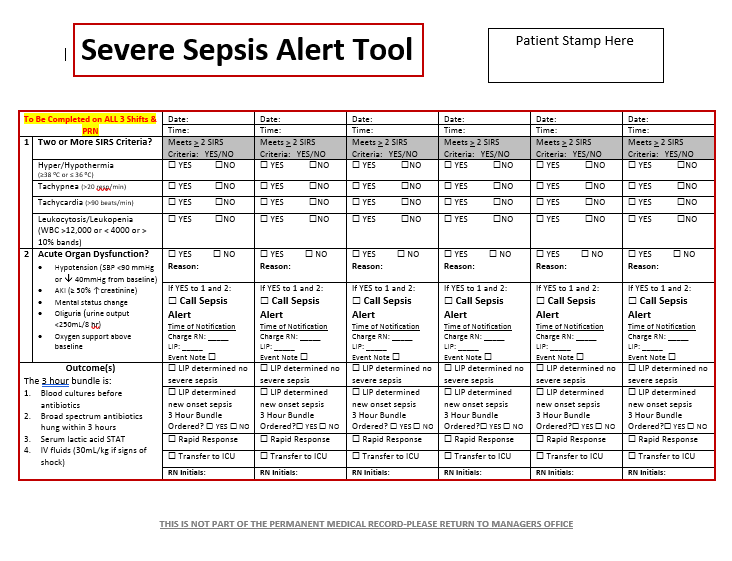 Severe Sepsis Alert Tool
Patient Stamp Here
To Be Completed on ALL 3 Shifts &
PRN
Date: Date: Date: Date: Date: Date:
Time: Time: Time: Time: Time: Time:
1 Two or More SIRS Criteria? Meets ≥ 2 SIRS Meets ≥ 2 SIRS Meets ≥ 2 SIRS Meets ≥ 2 SIRS Meets ≥ 2 SIRS Meets ≥ 2 SIRS
Criteria: YES/NO Criteria: YES/NO Criteria: YES/NO Criteria: YES/NO Criteria: YES/NO Criteria: YES/NO
Hyper/Hypothermia ☐ YES ☐NO ☐ YES ☐NO ☐ YES ☐NO ☐ YES ☐NO ☐ YES ☐NO ☐ YES ☐NO
(≥38 ºC or ≤ 36 ºC)
Tachypnea (>20 resp/min) ☐ YES ☐NO ☐ YES ☐NO ☐ YES ☐NO ☐ YES ☐NO ☐ YES ☐NO ☐ YES ☐NO
Tachycardia (>90 beats/min) ☐ YES ☐NO ☐ YES ☐NO ☐ YES ☐NO ☐ YES ☐NO ☐ YES ☐NO ☐ YES ☐NO
Leukocytosis/Leukopenia ☐ YES ☐NO ☐ YES ☐NO ☐ YES ☐NO ☐ YES ☐NO ☐ YES ☐NO ☐ YES ☐NO
(WBC >12,000 or < 4000 or >
10% bands)
2 Acute Organ Dysfunction? ☐ YES ☐ NO ☐ YES ☐ NO ☐ YES ☐ NO ☐ YES ☐ NO ☐ YES ☐ NO ☐ YES ☐ NO
• Hypotension (SBP <90 mmHg Reason: Reason: Reason: Reason: Reason: Reason:
or ↓ 40mmHg from baseline)
• AKI (≥ 50% ↑creatinine) If YES to 1 and 2: If YES to 1 and 2: If YES to 1 and 2: If YES to 1 and 2: If YES to 1 and 2: If YES to 1 and 2:
• Mental status change ☐ Call Sepsis ☐ Call Sepsis ☐ Call Sepsis ☐ Call Sepsis ☐ Call Sepsis ☐ Call Sepsis
• Oliguria (urine output Alert Alert Alert Alert Alert Alert
<250mL/8 hr) Time of Notification Time of Notification Time of Notification Time of Notification Time of Notification Time of Notification
• Oxygen support above Charge RN: _____ Charge RN: _____ Charge RN: _____ Charge RN: _____ Charge RN: _____ Charge RN: _____
baseline LIP: _____ LIP: _____ LIP: _____ LIP: _____ LIP: _____ LIP: _____
Event Note ☐ Event Note ☐ Event Note ☐ Event Note ☐ Event Note ☐ Event Note ☐
Outcome(s) ☐ LIP determined no ☐ LIP determined no ☐ LIP determined no ☐ LIP determined no ☐ LIP determined no ☐ LIP determined no
The 3 hour bundle is: severe sepsis severe sepsis severe sepsis severe sepsis severe sepsis severe sepsis
1. Blood cultures before ☐ LIP determined ☐ LIP determined ☐ LIP determined ☐ LIP determined ☐ LIP determined ☐ LIP determined
antibiotics new onset sepsis new onset sepsis new onset sepsis new onset sepsis new onset sepsis new onset sepsis
2. Broad spectrum antibiotics 3 Hour Bundle 3 Hour Bundle 3 Hour Bundle 3 Hour Bundle 3 Hour Bundle 3 Hour Bundle
hung within 3 hours Ordered?☐ YES ☐ NO Ordered?☐ YES ☐ NO Ordered?☐ YES ☐ NO Ordered?☐ YES ☐ NO Ordered?☐ YES ☐ NO Ordered?☐ YES ☐ NO
3. Serum lactic acid STAT ☐ Rapid Response ☐ Rapid Response ☐ Rapid Response ☐ Rapid Response ☐ Rapid Response ☐ Rapid Response
4. IV fluids (30mL/kg if signs of ☐ Transfer to ICU ☐ Transfer to ICU ☐ Transfer to ICU ☐ Transfer to ICU ☐ Transfer to ICU ☐ Transfer to ICU
shock)
RN Initials: RN Initials: RN Initials: RN Initials: RN Initials: RN Initials:
THIS IS NOT PART OF THE PERMANENT MEDICAL RECORD-PLEASE RETURN TO MANAGERS OFFICE